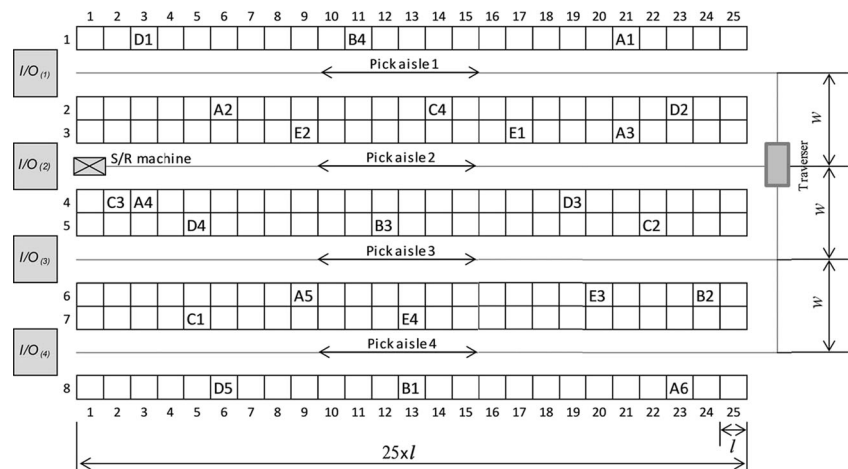 1 2 3 4 5 6 7 8 9 10 11 12 13 14 15 16 17 18 19 20 21 22 23 24 25
1 D1 B4 A1
I/O (1)
Pick aisle 1
2 A2 C4 D2
w
3 E2 E1 A3
I/O (2)
S/R machine
Pick aisle 2
Traverser
4 C3 A4 D3
w
5 D4 B3 C2
I/O (3)
Pick aisle 3
6 A5 E3 B2
w
7 C1 E4
I/O (4)
Pick aisle 4
8 D5 B1 A6
1 2 3 4 5 6 7 8 9 10 11 12 13 14 15 16 17 18 19 20 21 22 23 24 25
25xl
l